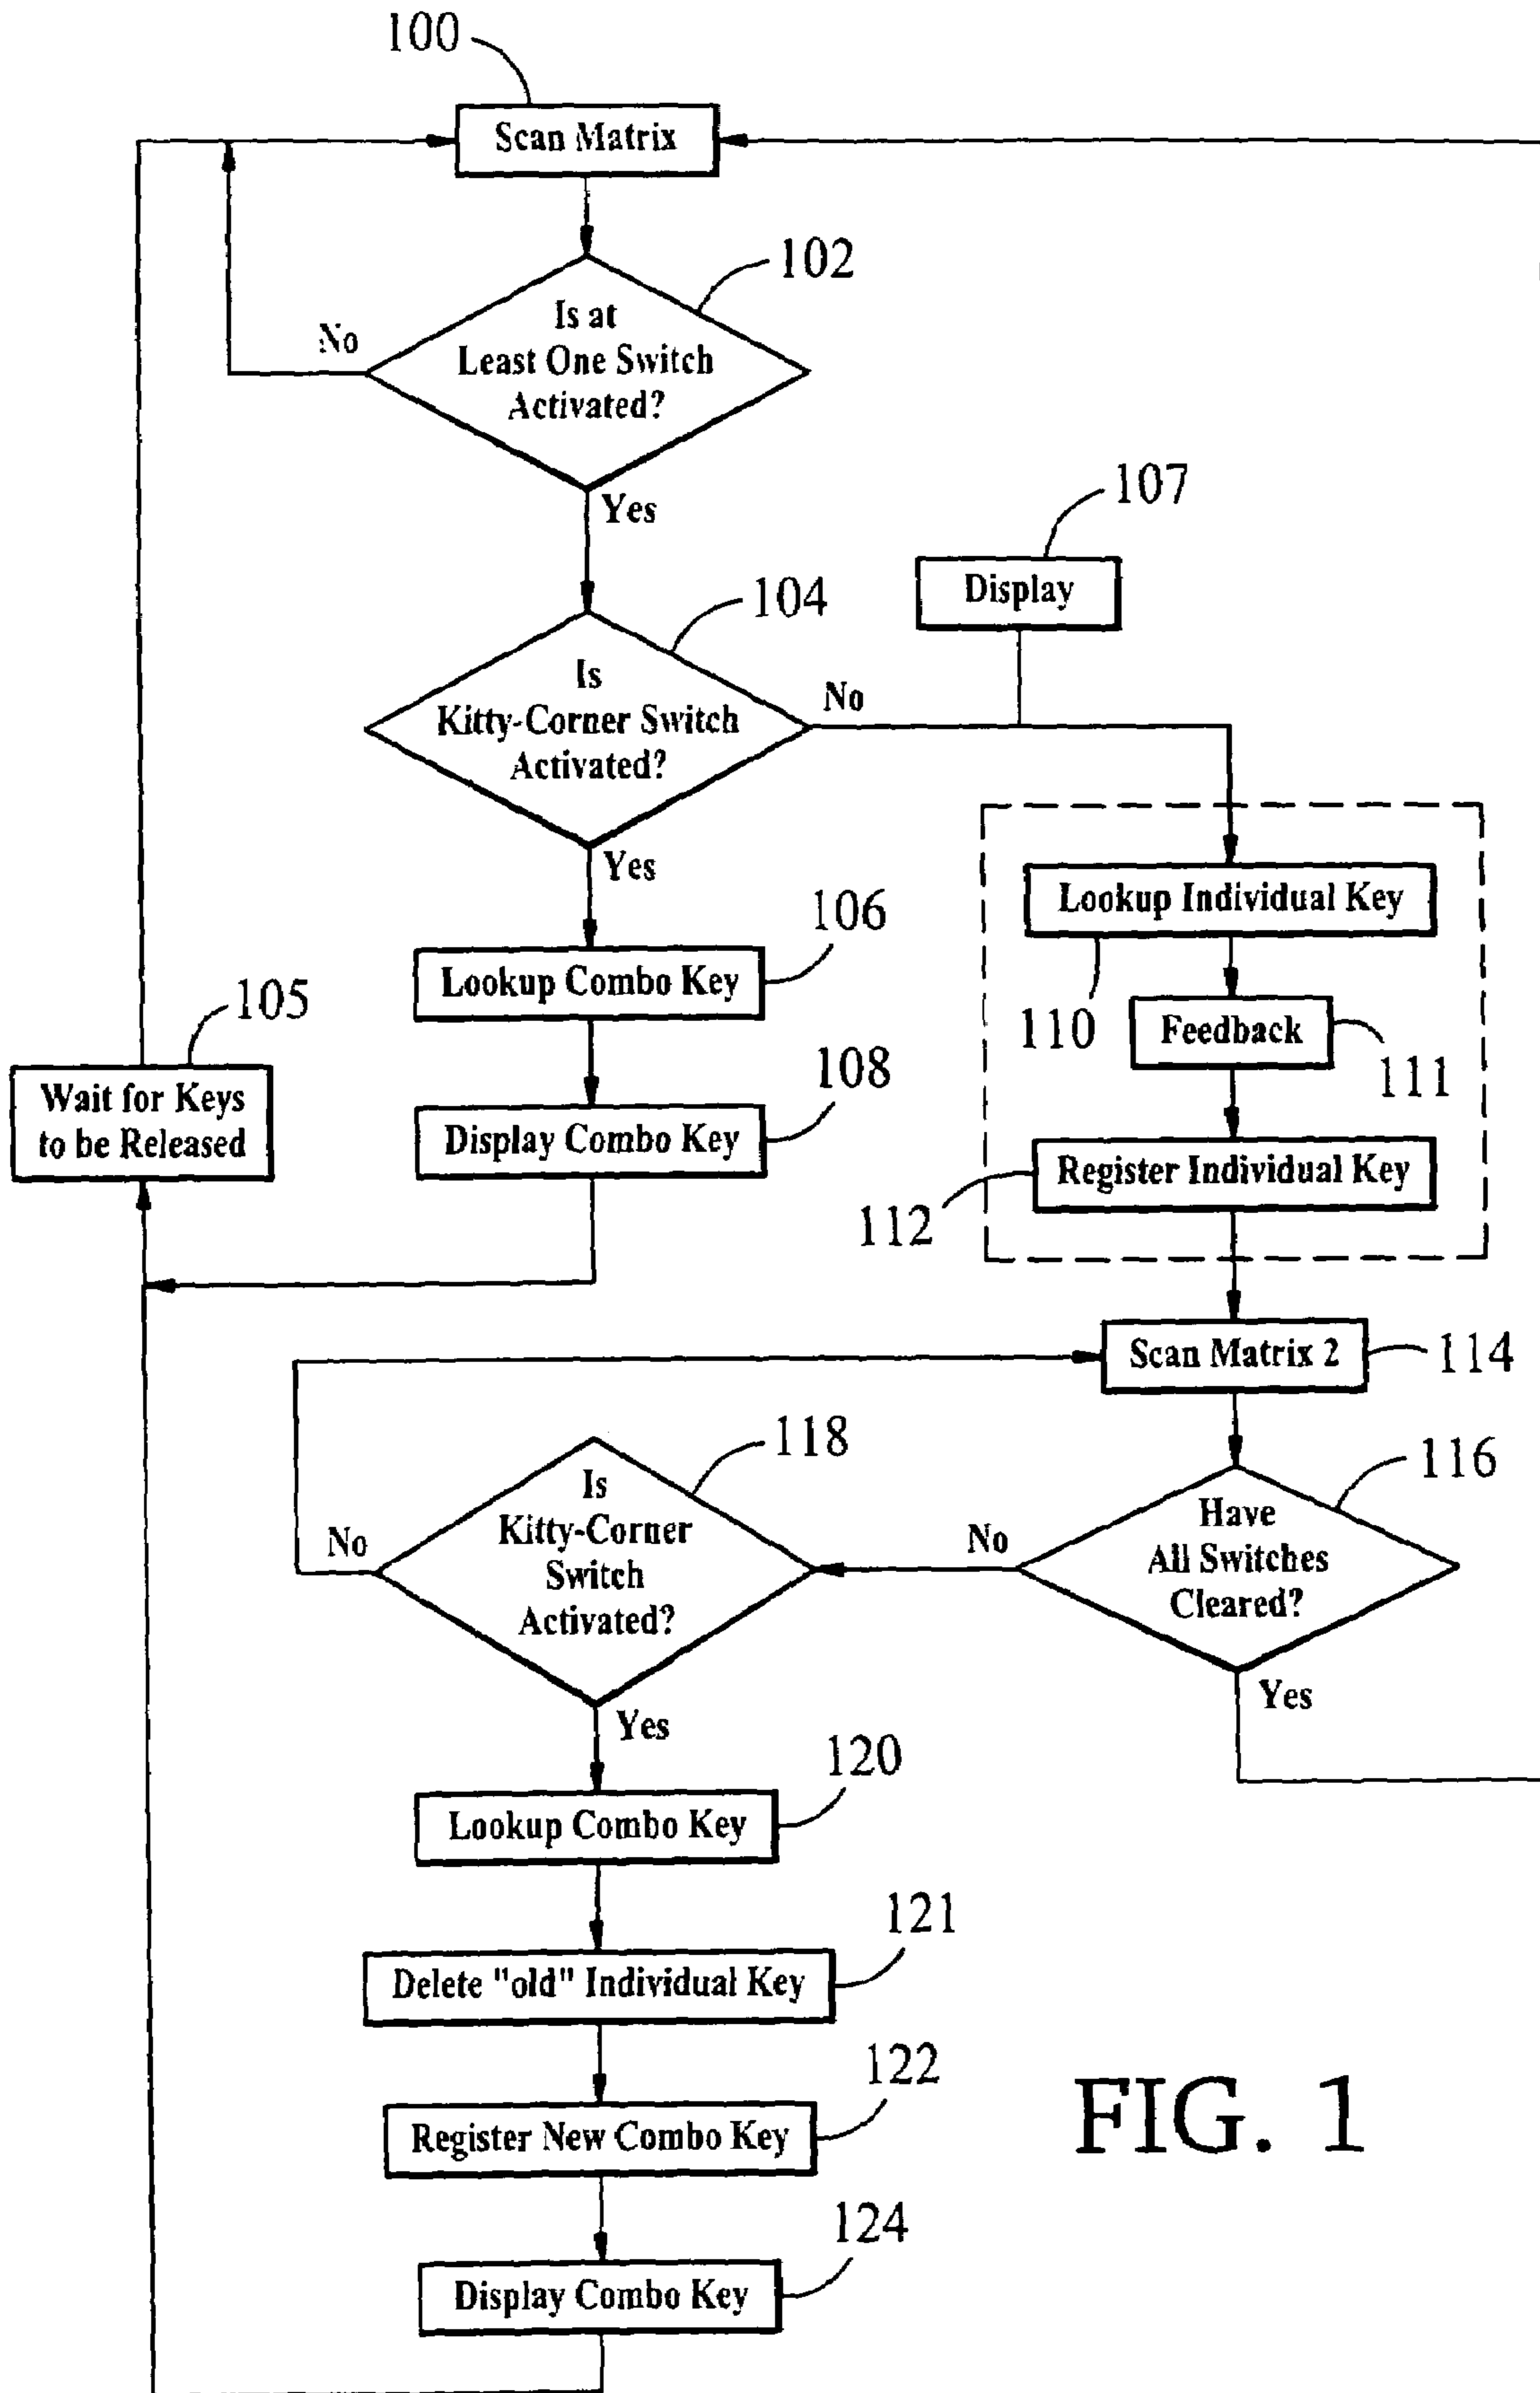 100
Scan Matrix
102
Is at
Least One Switch
Activated?
No
Yes
107
Display
104
Is
Kitty-Corner Switch
Activated?
No
Yes
106
Lookup Combo Key
Lookup Individual Key
110
Feedback
111
105
Wait for Keys
to be Released
108
Display Combo Key
Register Individual Key
112
Scan Matrix 2
114
118
Is
Kitty-Corner
Switch
Activated?
No
Yes
116
Have
All Switches
Cleared?
No
Yes
120
Lookup Combo Key
121
Delete "old" Individual Key
122
Register New Combo Key
124
Display Combo Key
FIG. 1